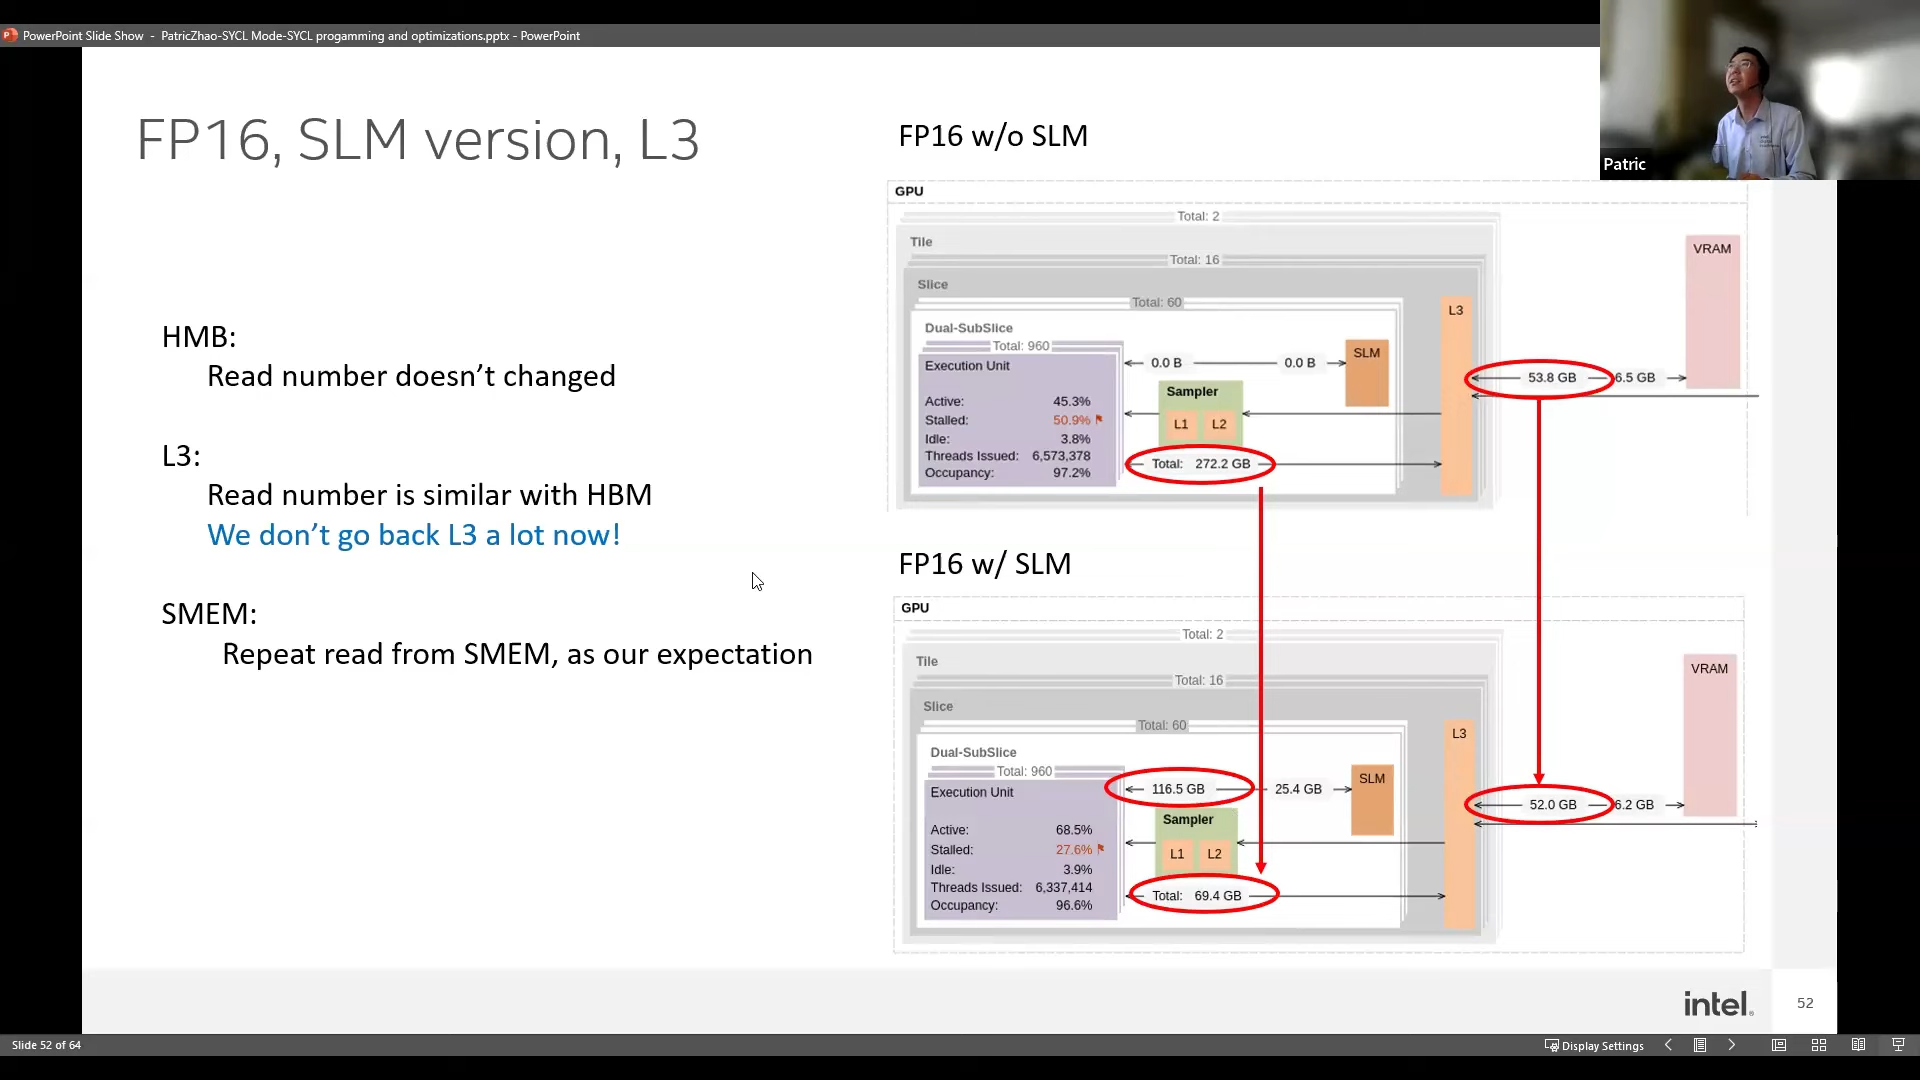 PowerPoint Slide Show - PatricZhao-SYCL Mode-SYCL progamming and optimizations.pptx - PowerPoint
Patric
FP16, SLM version, L3
HMB:
Read number doesn't changed
L3:
Read number is similar with HBM
We don't go back L3 a lot now!
SMEM:
Repeat read from SMEM, as our expectation
FP16 w/o SLM
GPU
Total: 2
Tile
Total: 16
Slice
Total: 60
Dual-SubSlice
Total: 960
Execution Unit
Active: 45.3%
Stalled: 50.9%
Idle: 3.8%
Threads Issued: 6,573,378
Occupancy: 97.2%
0.0 B 0.0 B
SLM
Sampler
L1 L2
Total: 272.2 GB
L3
53.8 GB 6.5 GB
VRAM
FP16 w/ SLM
GPU
Total: 2
Tile
Total: 16
Slice
Total: 60
Dual-SubSlice
Total: 960
Execution Unit
Active: 68.5%
Stalled: 27.6%
Idle: 3.9%
Threads Issued: 6,337,414
Occupancy: 96.6%
116.5 GB 25.4 GB
SLM
Sampler
L1 L2
Total: 69.4 GB
L3
52.0 GB 6.2 GB
VRAM
intel.
52
Slide 52 of 64
Display Settings